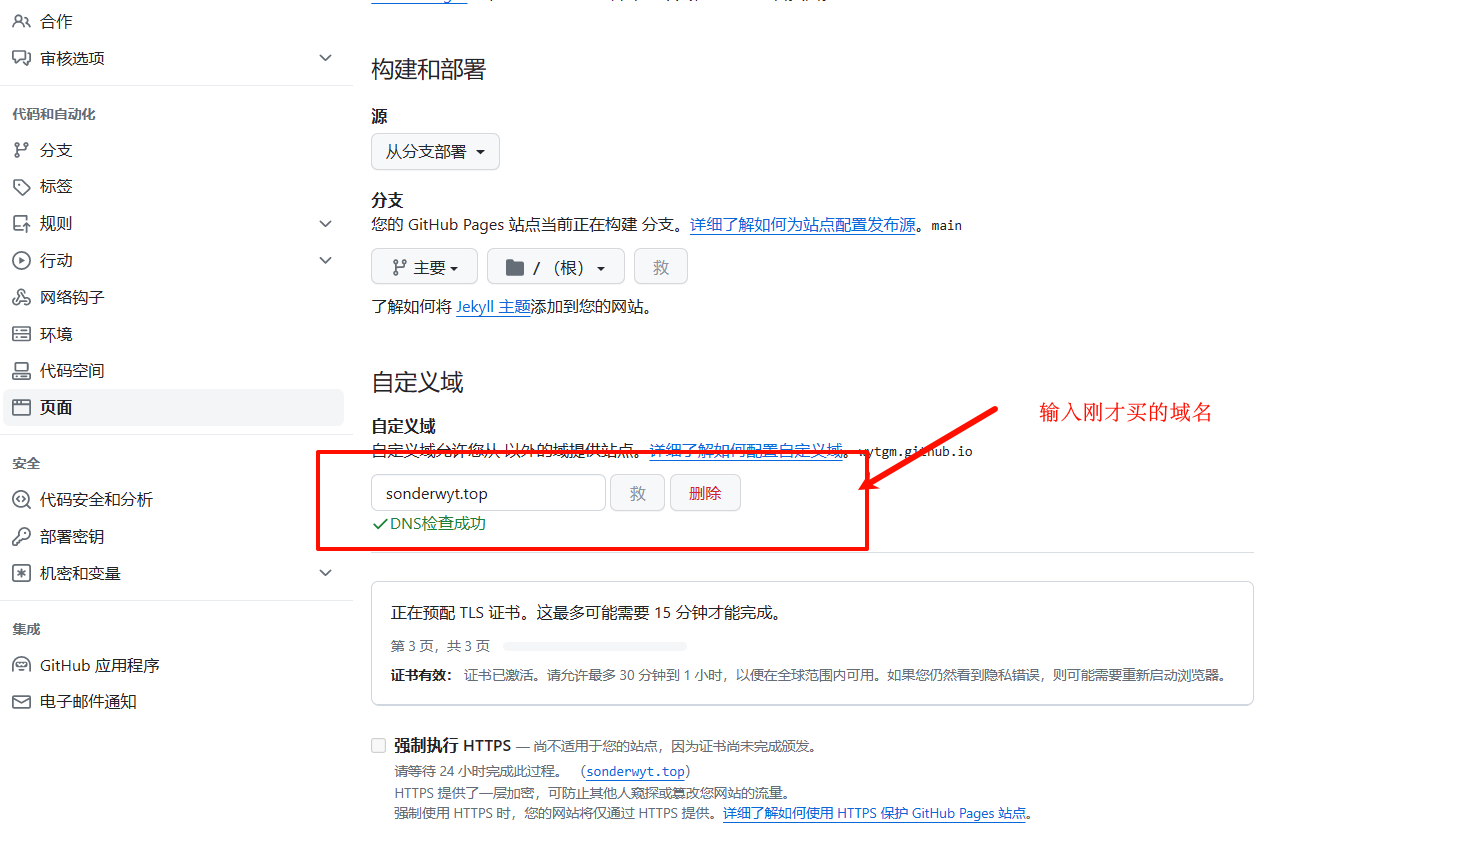 合作
审核选项
代码和自动化
分支
标签
规则
行动
网络钩子
环境
代码空间
页面
安全
代码安全和分析
部署密钥
机密和变量
集成
GitHub 应用程序
电子邮件通知
构建和部署
源
从分支部署
分支
您的 GitHub Pages 站点当前正在构建 分支。详细了解如何为站点配置发布源。main
主要 / （根） 救
了解如何将 Jekyll 主题添加到您的网站。
自定义域
自定义域
自定义域允许您从 以外的域提供站点。详细了解如何配置自定义域。wytgm.github.io
sonderwyt.top 救 删除
DNS检查成功
输入刚才买的域名
正在预配 TLS 证书。这最多可能需要 15 分钟才能完成。
第 3 页，共 3 页
证书有效： 证书已激活。请允许最多 30 分钟到 1 小时，以便在全球范围内可用。如果您仍然看到隐私错误，则可能需要重新启动浏览器。
强制执行 HTTPS — 尚不适用于您的站点，因为证书尚未完成颁发。
请等待 24 小时完成此过程。 （sonderwyt.top）
HTTPS 提供了一层加密，可防止其他人窥探或篡改您网站的流量。
强制使用 HTTPS 时，您的网站将仅通过 HTTPS 提供。详细了解如何使用 HTTPS 保护 GitHub Pages 站点。